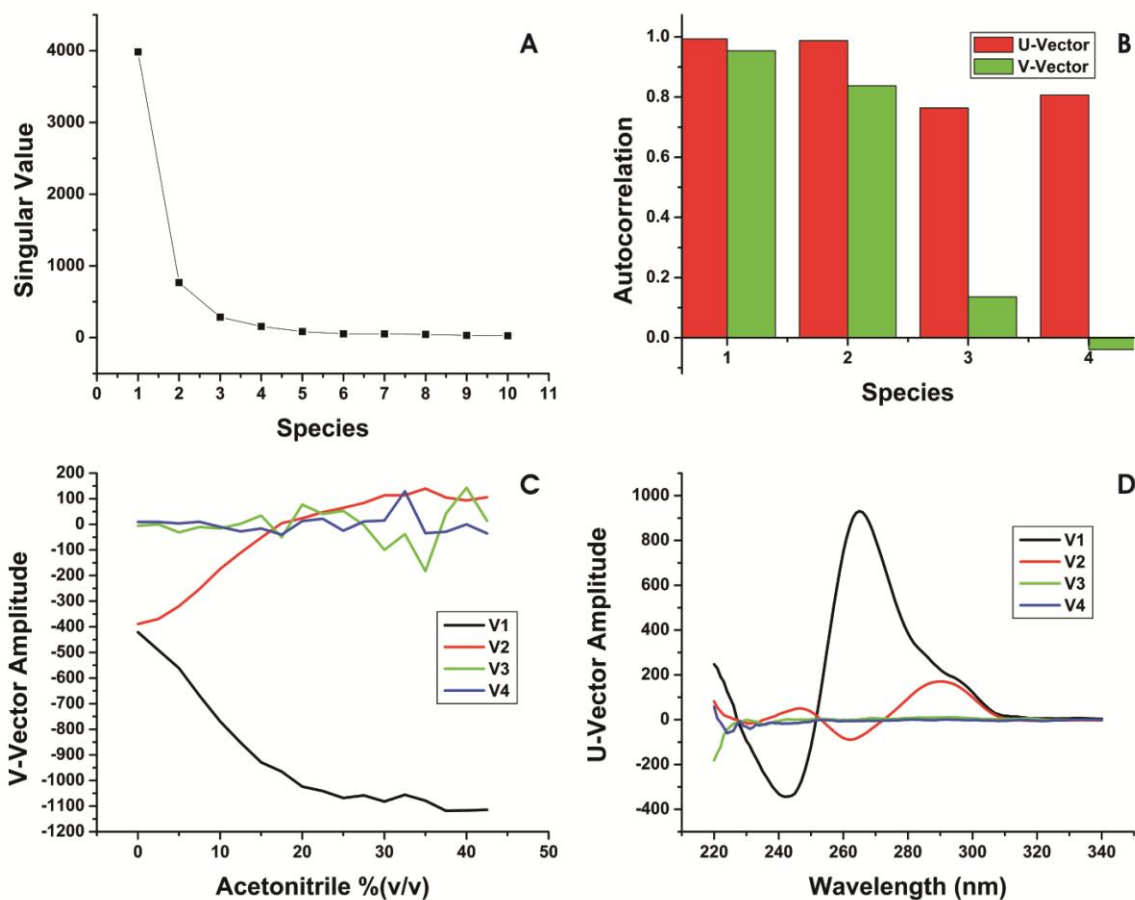 A
Singular Value
4000
3000
2000
1000
0
0 1 2 3 4 5 6 7 8 9 10 11
Species
B
U-Vector
V-Vector
Autocorrelation
1.0
0.8
0.6
0.4
0.2
0.0
1 2 3 4
Species
C
V-Vector Amplitude
200
100
0
-100
-200
-300
-400
-500
-600
-700
-800
-900
-1000
-1100
-1200
V1
V2
V3
V4
0 10 20 30 40 50
Acetonitrile %(v/v)
D
U-Vector Amplitude
1000
800
600
400
200
0
-200
-400
V1
V2
V3
V4
220 240 260 280 300 320 340
Wavelength (nm)